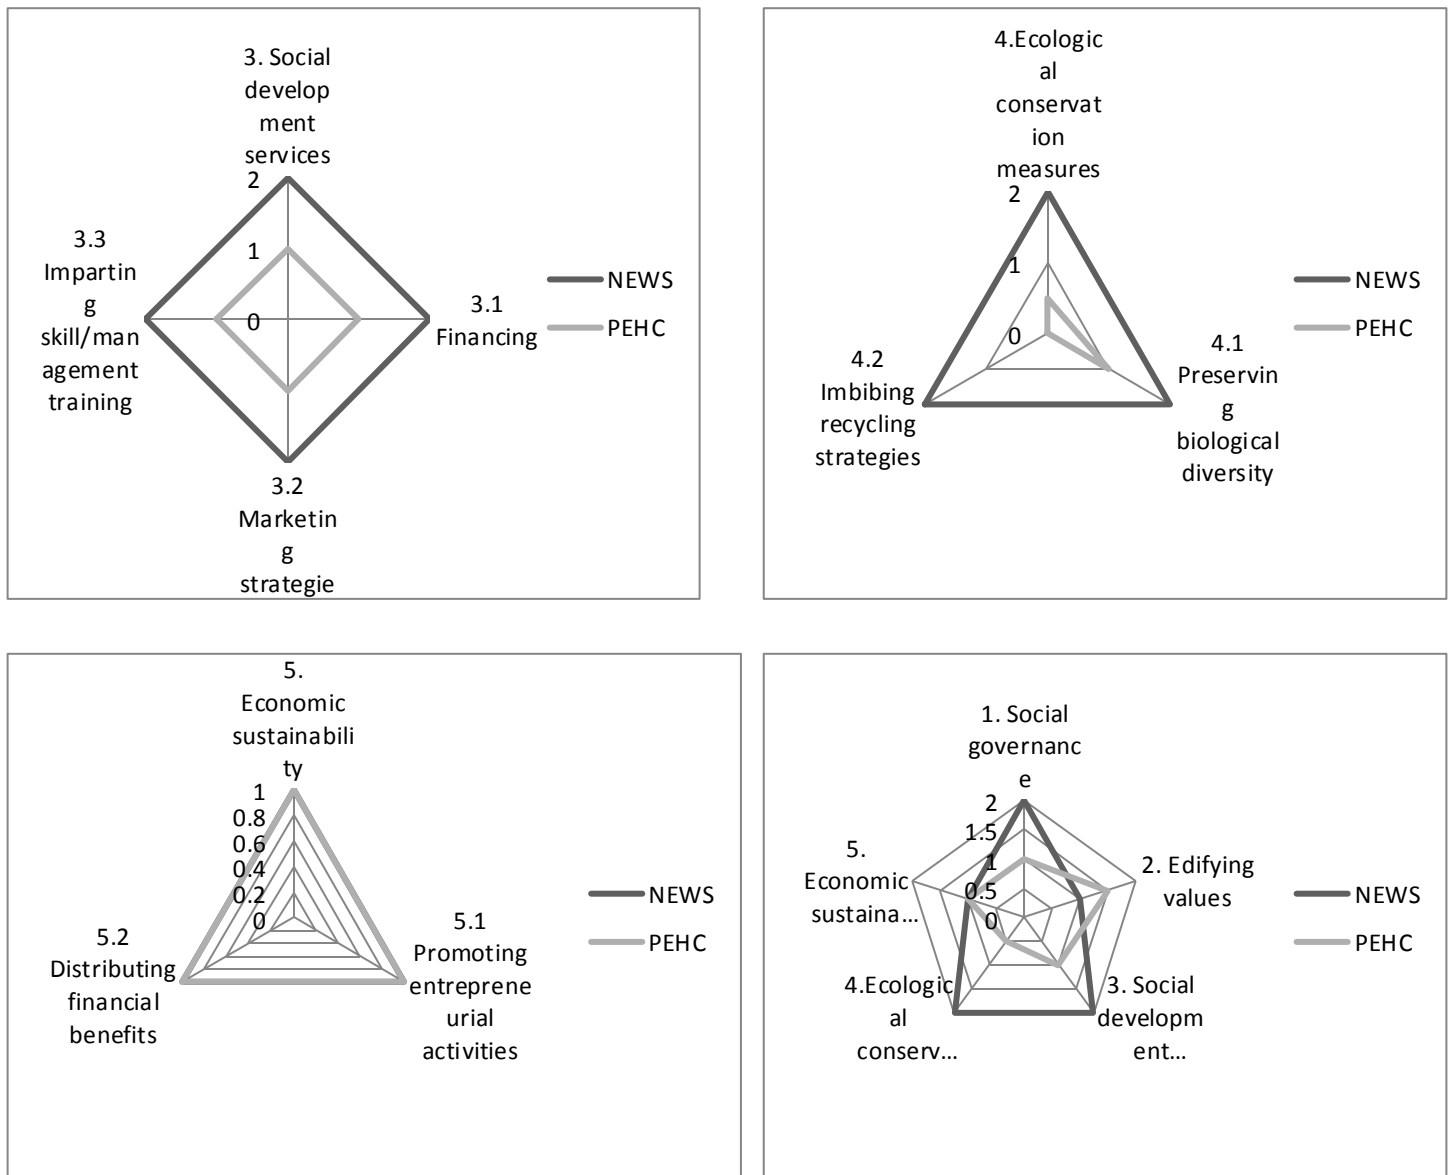 3. Social
develop
ment
services
2
1
0
3.3
Impartin
g
skill/man
agement
training
3.1
Financing
3.2
Marketin
g
strategie
NEWS
PEHC
4.Ecologic
al
conservat
ion
measures
2
1
0
4.2
Imbibing
recycling
strategies
4.1
Preservin
g
biological
diversity
NEWS
PEHC
5.
Economic
sustainabili
ty
1
0.8
0.6
0.4
0.2
0
5.2
Distributing
financial
benefits
5.1
Promoting
entreprene
urial
activities
NEWS
PEHC
1. Social
governanc
e
2
1.5
1
0.5
0
5.
Economic
sustaina...
2. Edifying
values
4.Ecologic
al
conserv...
3. Social
developm
ent...
NEWS
PEHC